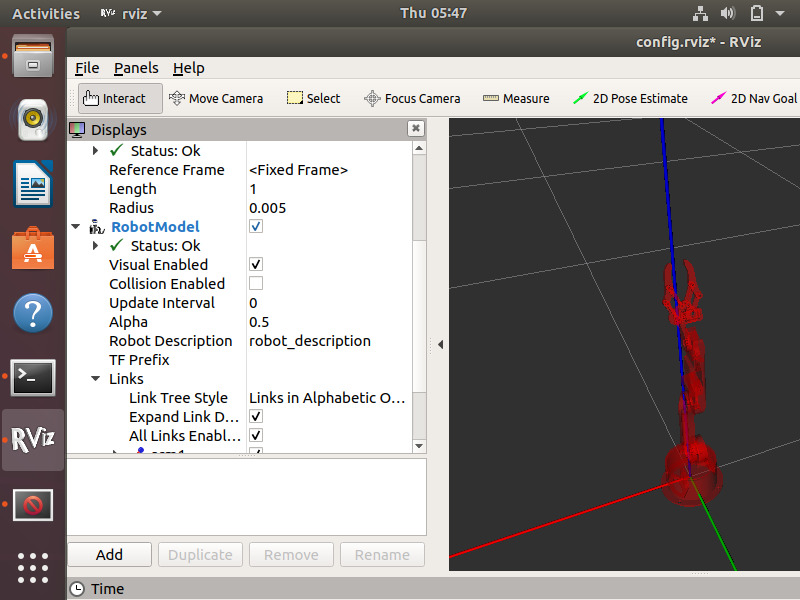 Activities RViz rviz Thu 05:47
config.rviz* - RViz
File Panels Help
Interact Move Camera Select Focus Camera Measure 2D Pose Estimate 2D Nav Goal
Displays
Status: Ok
Reference Frame <Fixed Frame>
Length 1
Radius 0.005
RobotModel
Status: Ok
Visual Enabled
Collision Enabled
Update Interval 0
Alpha 0.5
Robot Description robot_description
TF Prefix
Links
Link Tree Style Links in Alphabetic O...
Expand Link D...
All Links Enabl...
RViz
Add Duplicate Remove Rename
Time